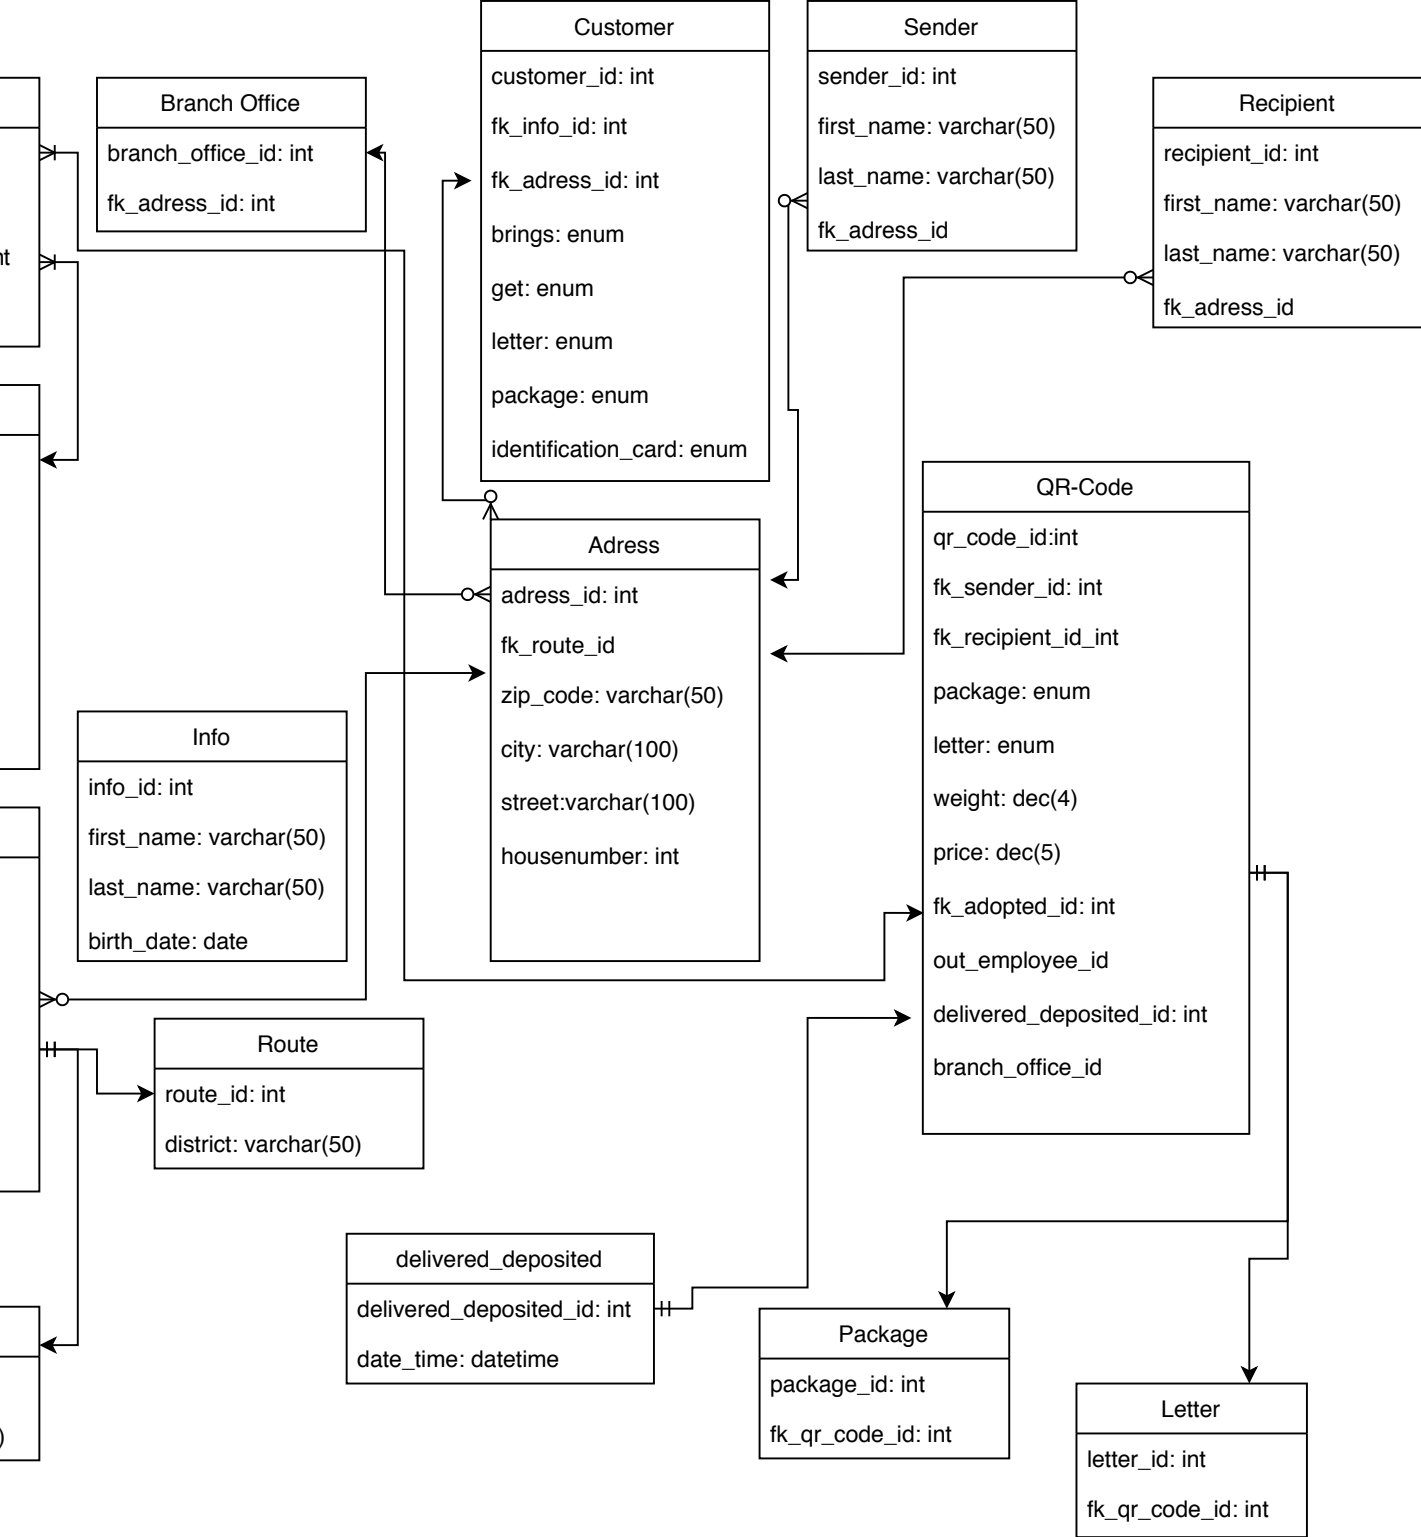 Customer
customer_id: int
fk_info_id: int
fk_adress_id: int
brings: enum
get: enum
letter: enum
package: enum
identification_card: enum
Sender
sender_id: int
first_name: varchar(50)
last_name: varchar(50)
fk_adress_id
Branch Office
branch_office_id: int
fk_adress_id: int
Recipient
recipient_id: int
first_name: varchar(50)
last_name: varchar(50)
fk_adress_id
QR-Code
qr_code_id:int
fk_sender_id: int
fk_recipient_id_int
package: enum
letter: enum
weight: dec(4)
price: dec(5)
fk_adopted_id: int
out_employee_id
delivered_deposited_id: int
branch_office_id
Adress
adress_id: int
fk_route_id
zip_code: varchar(50)
city: varchar(100)
street:varchar(100)
housenumber: int
Info
info_id: int
first_name: varchar(50)
last_name: varchar(50)
birth_date: date
Route
route_id: int
district: varchar(50)
delivered_deposited
delivered_deposited_id: int
date_time: datetime
Package
package_id: int
fk_qr_code_id: int
Letter
letter_id: int
fk_qr_code_id: int